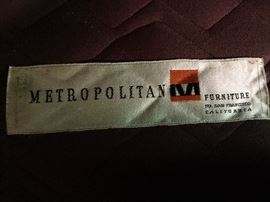 METROPOLITAN M FURNITURE
SO. SAN FRANCISCO
CALIFORNIA